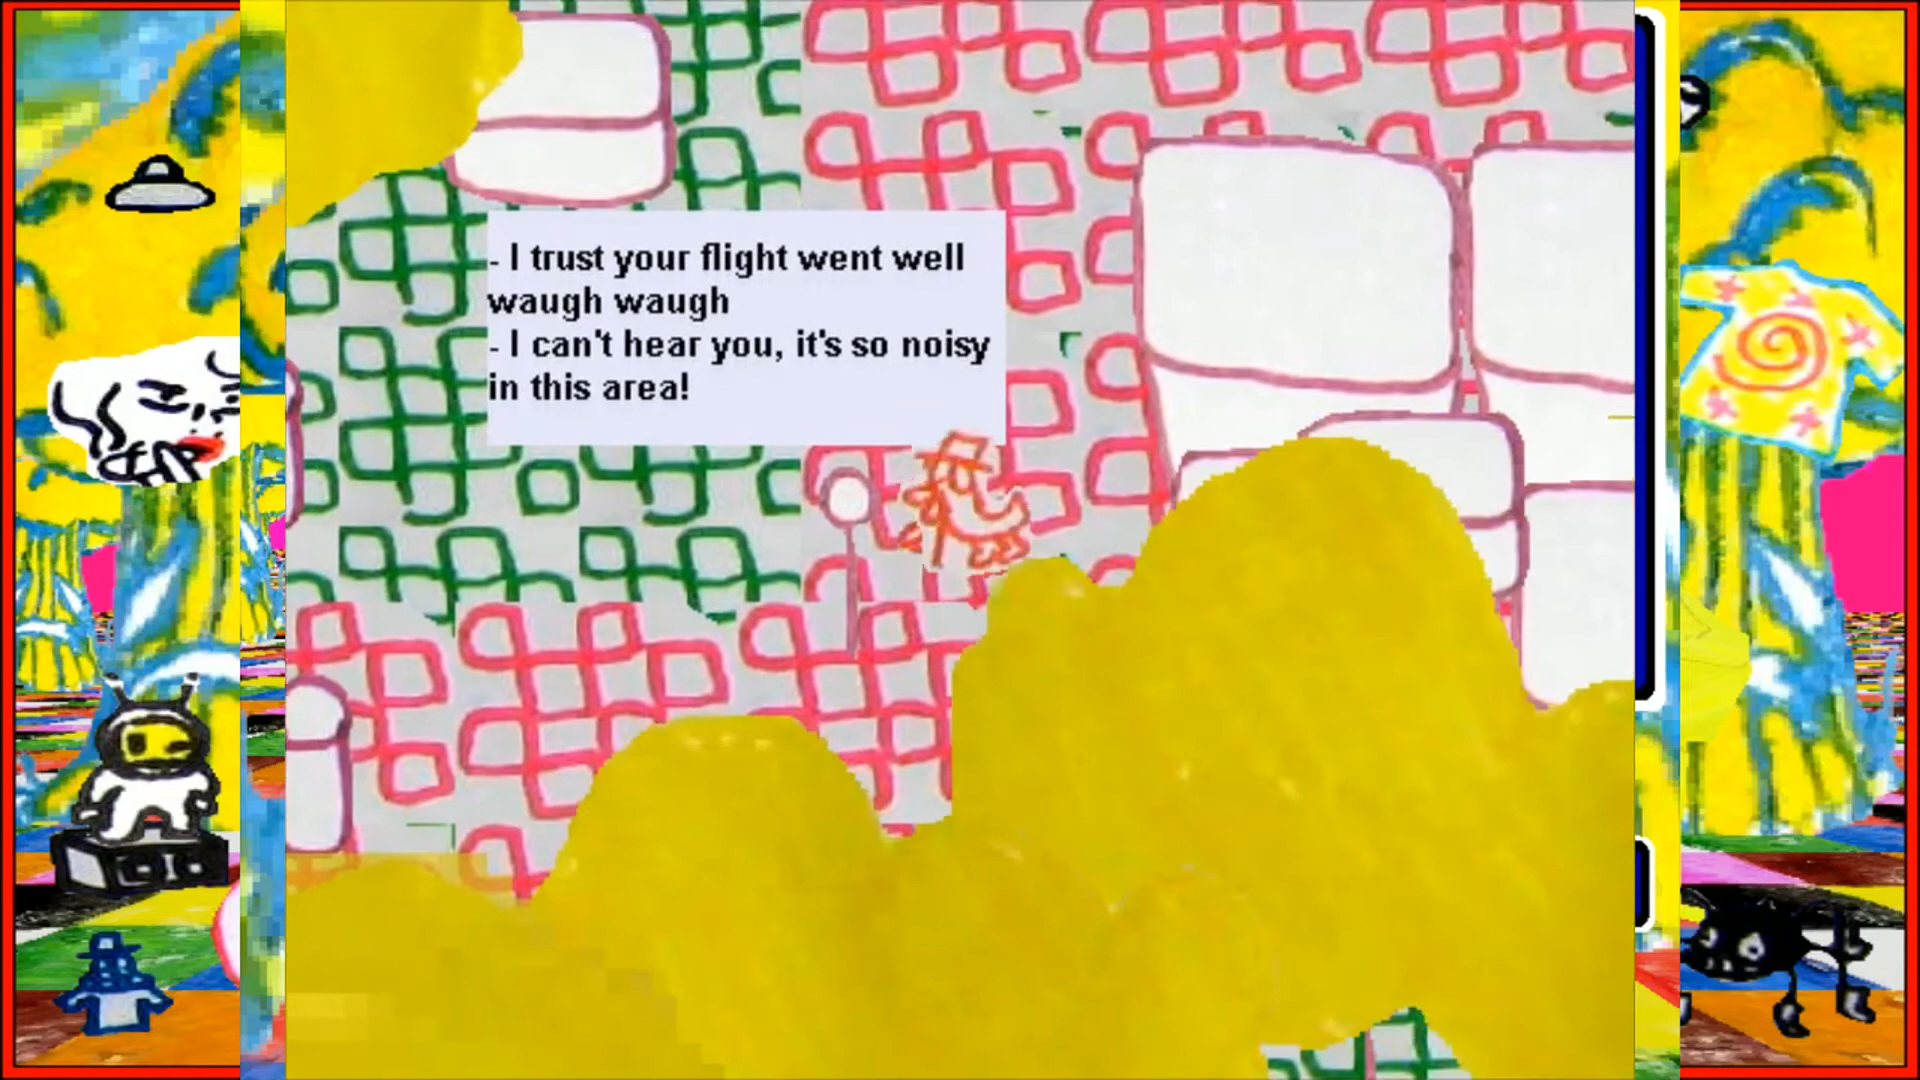 - I trust your flight went well
waugh waugh
- I can't hear you, it's so noisy
in this area!